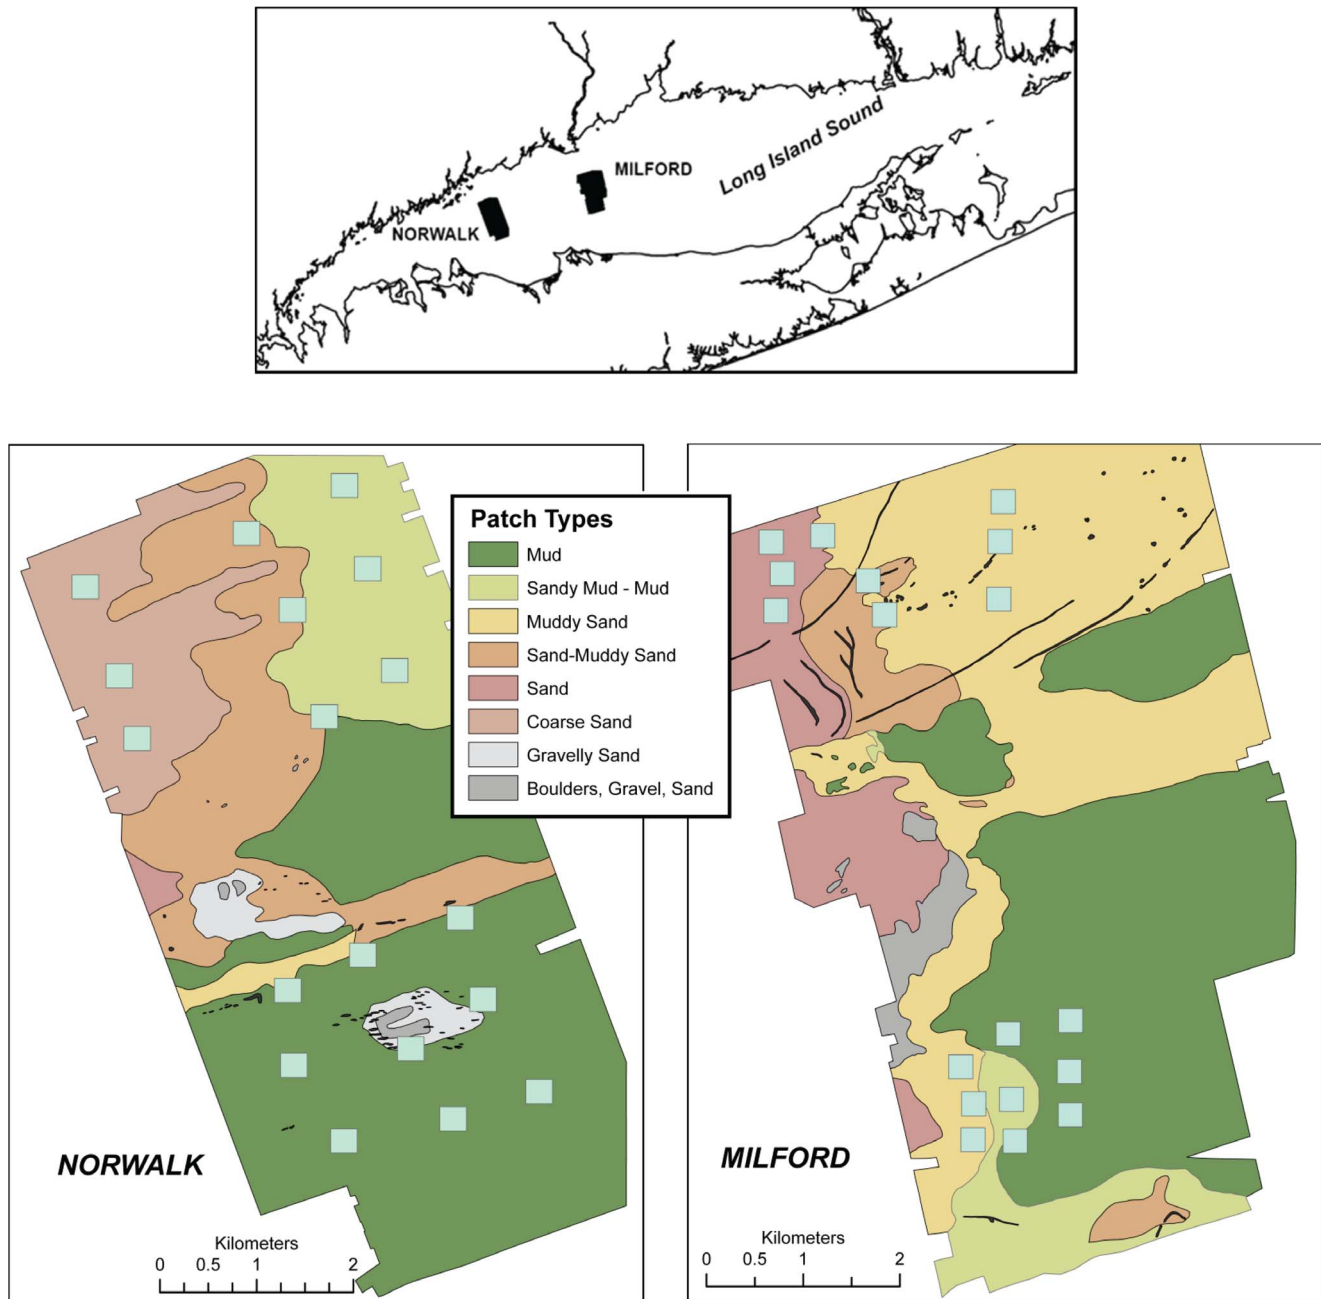 MILFORD
Long Island Sound
NORWALK
Patch Types
Mud
Sandy Mud - Mud
Muddy Sand
Sand-Muddy Sand
Sand
Coarse Sand
Gravelly Sand
Boulders, Gravel, Sand
NORWALK
Kilometers
0 0.5 1 2
MILFORD
Kilometers
0 0.5 1 2